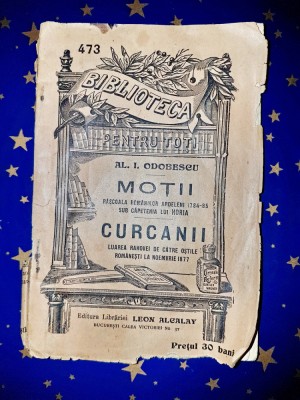 473
BIBLIOTECA
PENTRU TOȚI
AL. I. ODOBESCU
MOȚII
RĂSCOALA ROMÂNILOR ARDELENI 1784-85
SUB CĂPETENIA LUI HORIA
CURCANII
LUAREA RAHOVEI DE CĂTRE OȘTILE
ROMÂNEȘTI LA NOEMBRIE 1877
Editura Librăriei LEON ALCALAY
BUCUREȘTI CALEA VICTORIEI No. 37
Prețul 30 bani